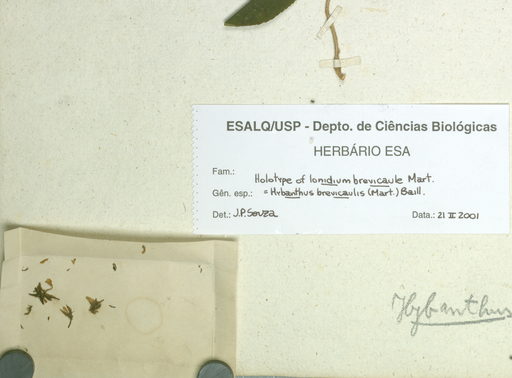 ESALQ/USP - Depto. de Ciências Biológicas
HERBÁRIO ESA
Fam.:
Holotype of Ionidium brevicaule Mart.
Gên. esp.: = Hybanthus brevicaulis (Mart.) Baill.
Det.: J.P. Souza Data.: 21 II 2001
Hybanthus